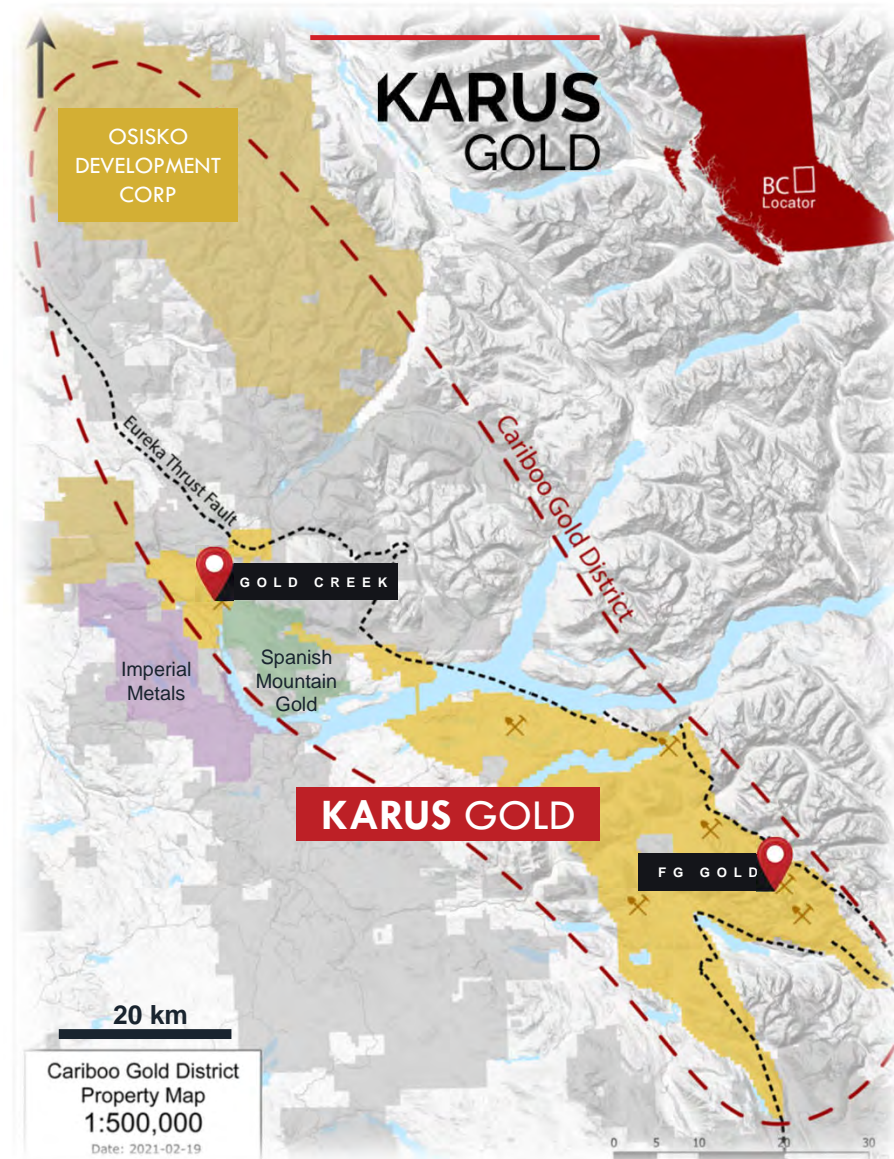 KARUS
GOLD
OSISKO
DEVELOPMENT
CORP
BC
Locator
Eureka Thrust Fault
Cariboo Gold District
GOLD CREEK
Imperial
Metals
Spanish
Mountain
Gold
KARUS GOLD
FG GOLD
20 km
Cariboo Gold District
Property Map
1:500,000
Date: 2021-02-19
0 5 10 20 30